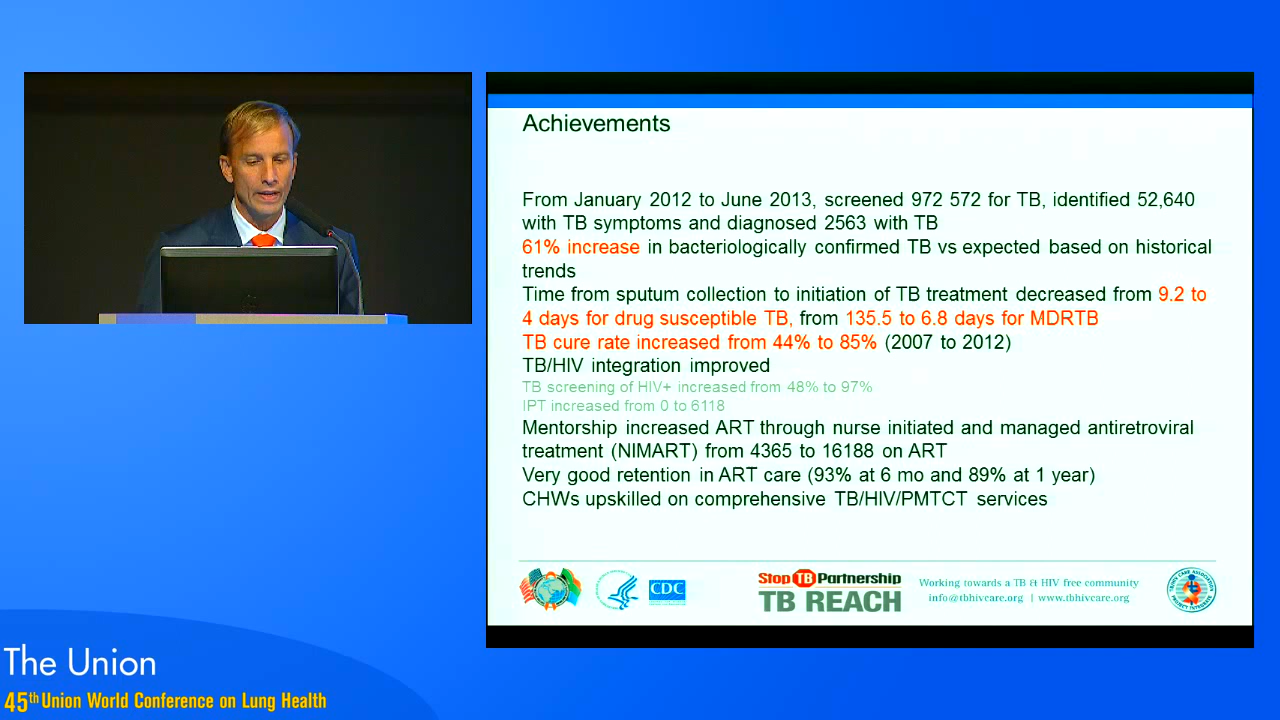 Achievements
From January 2012 to June 2013, screened 972 572 for TB, identified 52,640
with TB symptoms and diagnosed 2563 with TB
61% increase in bacteriologically confirmed TB vs expected based on historical
trends
Time from sputum collection to initiation of TB treatment decreased from 9.2 to
4 days for drug susceptible TB, from 135.5 to 6.8 days for MDRTB
TB cure rate increased from 44% to 85% (2007 to 2012)
TB/HIV integration improved
TB screening of HIV+ increased from 48% to 97%
IPT increased from 0 to 6118
Mentorship increased ART through nurse initiated and managed antiretroviral
treatment (NIMART) from 4365 to 16188 on ART
Very good retention in ART care (93% at 6 mo and 89% at 1 year)
CHWs upskilled on comprehensive TB/HIV/PMTCT services
CDC
Stop TB Partnership
TB REACH
Working towards a TB & HIV free community
info@tbhivcare.org | www.tbhivcare.org
The Union
45th Union World Conference on Lung Health